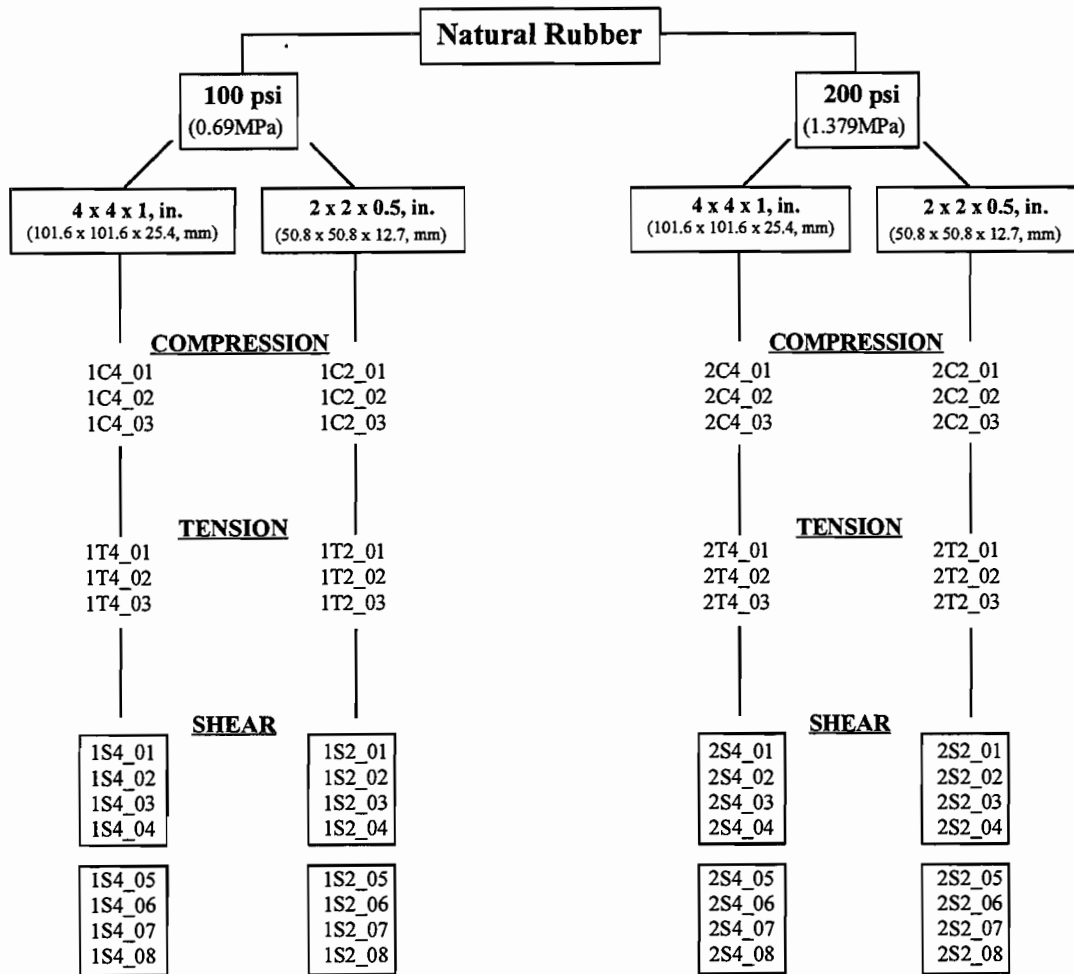 Natural Rubber
100 psi
(0.69MPa)
200 psi
(1.379MPa)
4 x 4 x 1, in.
(101.6 x 101.6 x 25.4, mm)
2 x 2 x 0.5, in.
(50.8 x 50.8 x 12.7, mm)
4 x 4 x 1, in.
(101.6 x 101.6 x 25.4, mm)
2 x 2 x 0.5, in.
(50.8 x 50.8 x 12.7, mm)
COMPRESSION
1C4_01
1C4_02
1C4_03
1C2_01
1C2_02
1C2_03
COMPRESSION
2C4_01
2C4_02
2C4_03
2C2_01
2C2_02
2C2_03
TENSION
1T4_01
1T4_02
1T4_03
1T2_01
1T2_02
1T2_03
TENSION
2T4_01
2T4_02
2T4_03
2T2_01
2T2_02
2T2_03
SHEAR
1S4_01
1S4_02
1S4_03
1S4_04
1S2_01
1S2_02
1S2_03
1S2_04
SHEAR
2S4_01
2S4_02
2S4_03
2S4_04
2S2_01
2S2_02
2S2_03
2S2_04
1S4_05
1S4_06
1S4_07
1S4_08
1S2_05
1S2_06
1S2_07
1S2_08
2S4_05
2S4_06
2S4_07
2S4_08
2S2_05
2S2_06
2S2_07
2S2_08